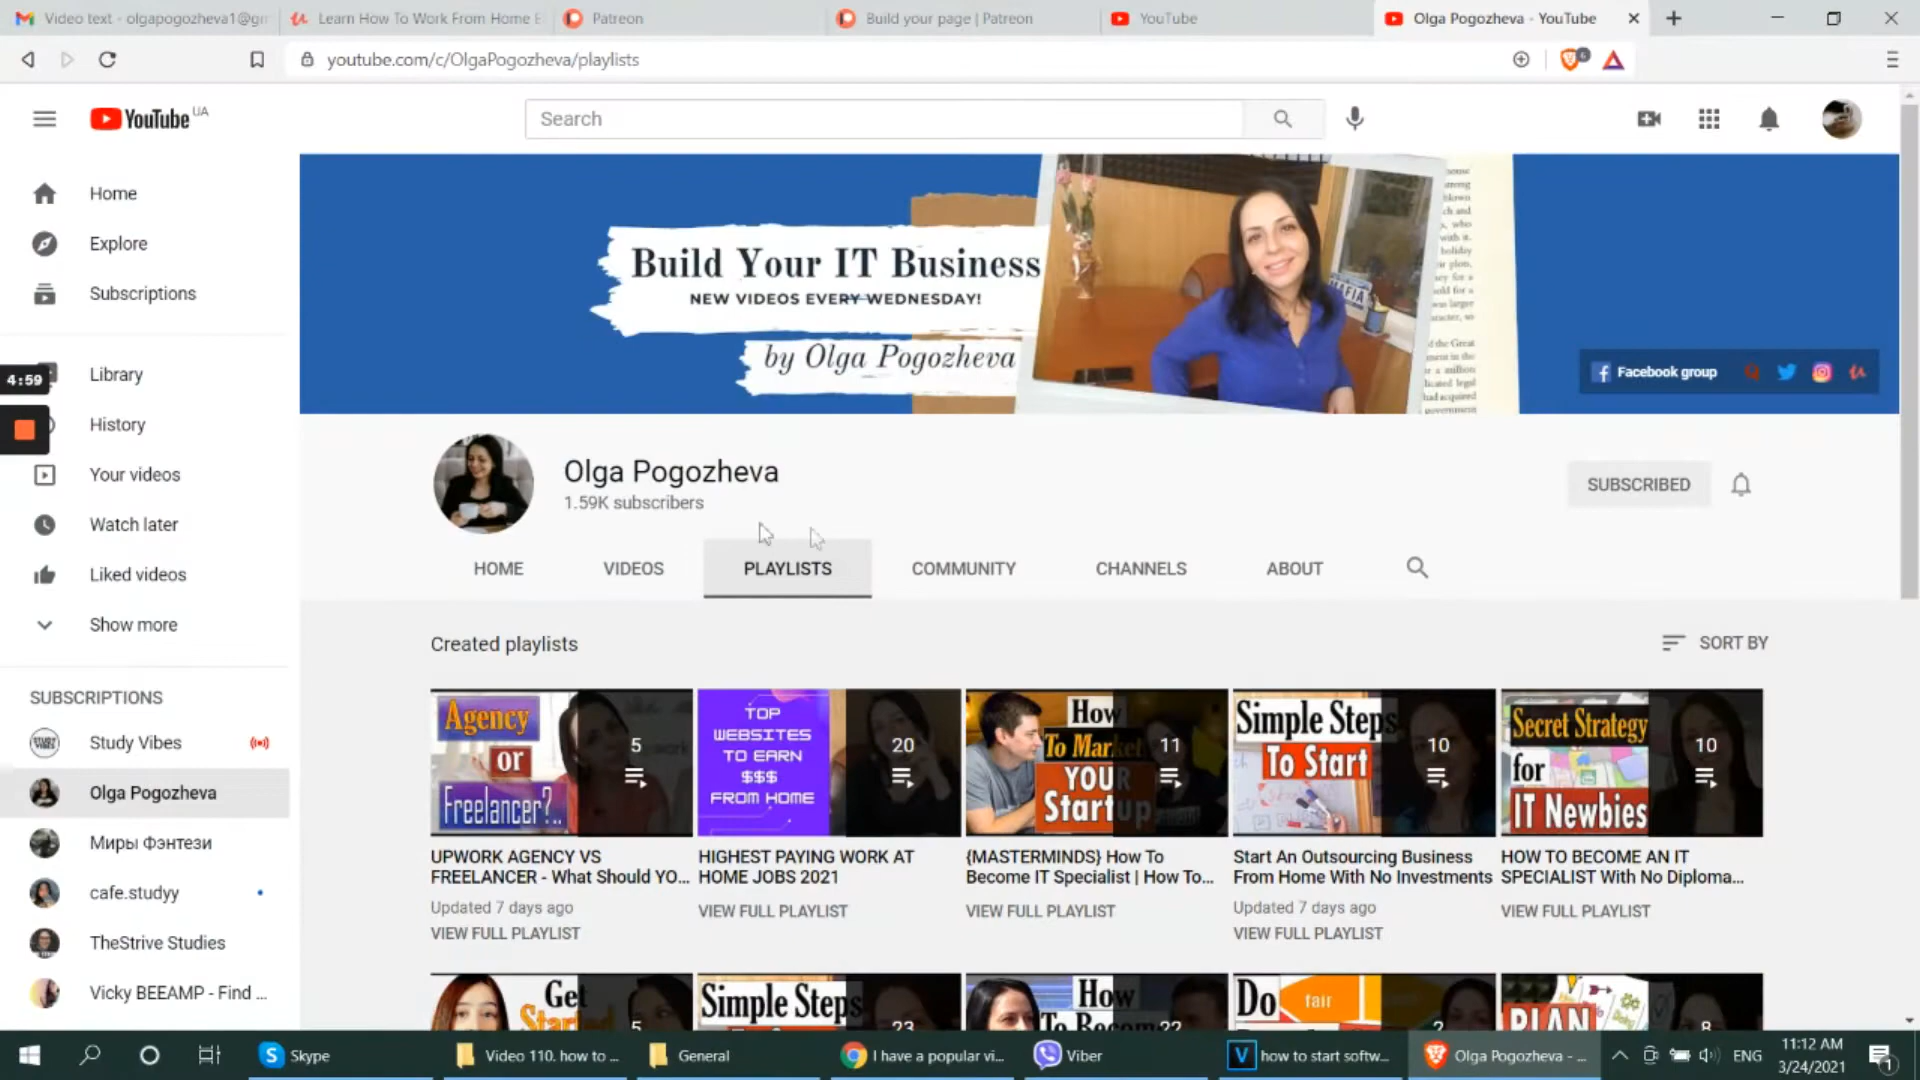 Video text - olgapogozheva1@gm
Learn How To Work From Home E
Patreon
Build your page | Patreon
YouTube
Olga Pogozheva - YouTube
youtube.com/c/OlgaPogozheva/playlists
6
YouTube UA
Search
Home
Explore
Subscriptions
Library
History
Your videos
Watch later
Liked videos
Show more
4:59
SUBSCRIPTIONS
Study Vibes
Olga Pogozheva
Миры Фэнтези
cafe.studyy
TheStrive Studies
Vicky BEEAMP - Find ...
Build Your IT Business
NEW VIDEOS EVERY WEDNESDAY!
by Olga Pogozheva
MAFIA
Facebook group
Olga Pogozheva
1.59K subscribers
SUBSCRIBED
HOME
VIDEOS
PLAYLISTS
COMMUNITY
CHANNELS
ABOUT
Created playlists
SORT BY
Agency
or
Freelancer?..
5
TOP
WEBSITES
TO EARN
$$$
FROM HOME
20
How
To Market
YOUR
Startup
11
Simple Steps
To Start
10
Secret Strategy
for
IT Newbies
10
UPWORK AGENCY VS
FREELANCER - What Should YO...
Updated 7 days ago
VIEW FULL PLAYLIST
HIGHEST PAYING WORK AT
HOME JOBS 2021
VIEW FULL PLAYLIST
{MASTERMINDS} How To
Become IT Specialist | How To...
VIEW FULL PLAYLIST
Start An Outsourcing Business
From Home With No Investments
Updated 7 days ago
VIEW FULL PLAYLIST
HOW TO BECOME AN IT
SPECIALIST With No Diploma...
VIEW FULL PLAYLIST
Get
Started
5
Simple Steps
23
How
To Become
22
Do
fair
2
PLAN
8
Skype
Video 110. how to ...
General
I have a popular vi...
Viber
how to start softw...
Olga Pogozheva - ...
ENG
11:12 AM
3/24/2021
1